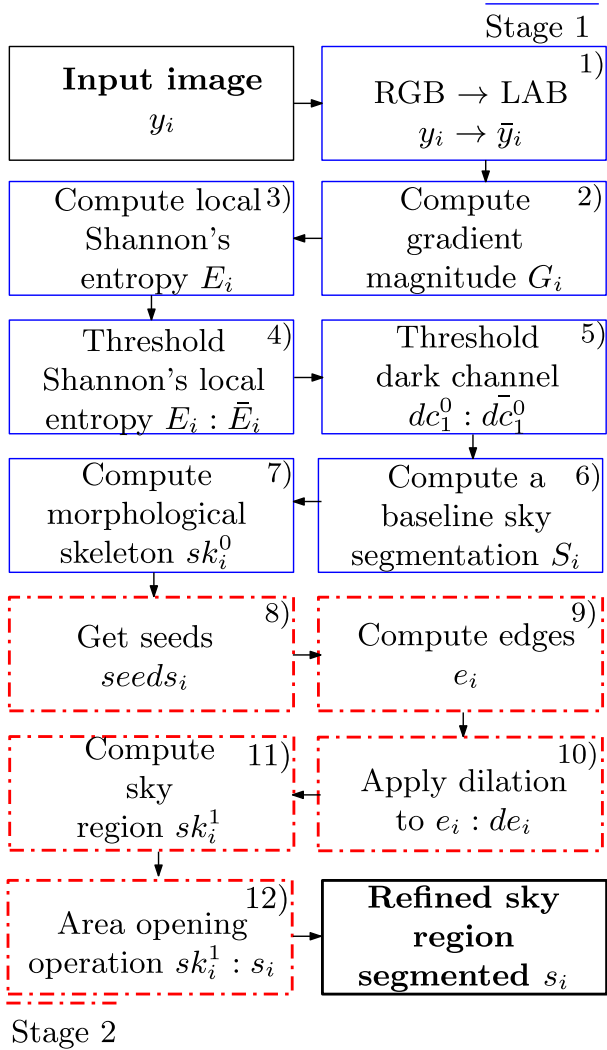 Stage 1
Input image
y_i
1)
RGB → LAB
y_i → ȳ_i
2)
Compute
gradient
magnitude G_i
3)
Compute local
Shannon's
entropy E_i
4)
Threshold
Shannon's local
entropy E_i : Ē_i
5)
Threshold
dark channel
dc_1^0 : d\bar{c}_1^0
6)
Compute a
baseline sky
segmentation S_i
7)
Compute
morphological
skeleton sk_i^0
8)
Get seeds
seeds_i
9)
Compute edges
e_i
10)
Apply dilation
to e_i : de_i
11)
Compute
sky
region sk_i^1
12)
Area opening
operation sk_i^1 : s_i
Refined sky
region
segmented s_i
Stage 2